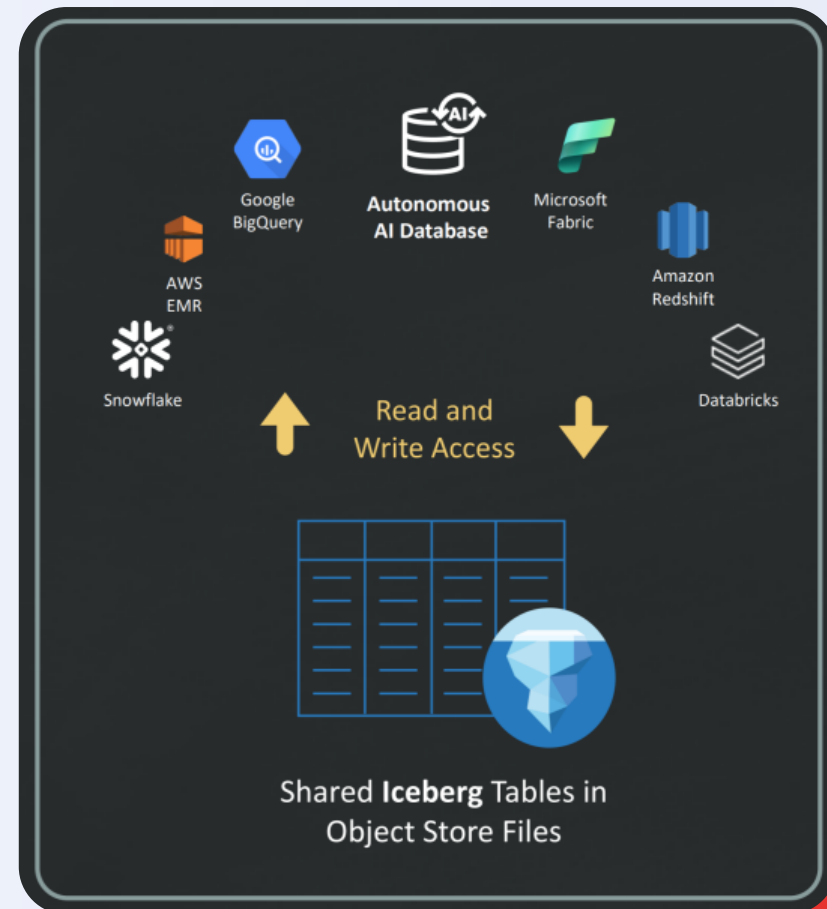 AI
Google
BigQuery
Autonomous
AI Database
Microsoft
Fabric
AWS
EMR
Amazon
Redshift
Snowflake
®
Databricks
Read and
Write Access
Shared Iceberg Tables in
Object Store Files